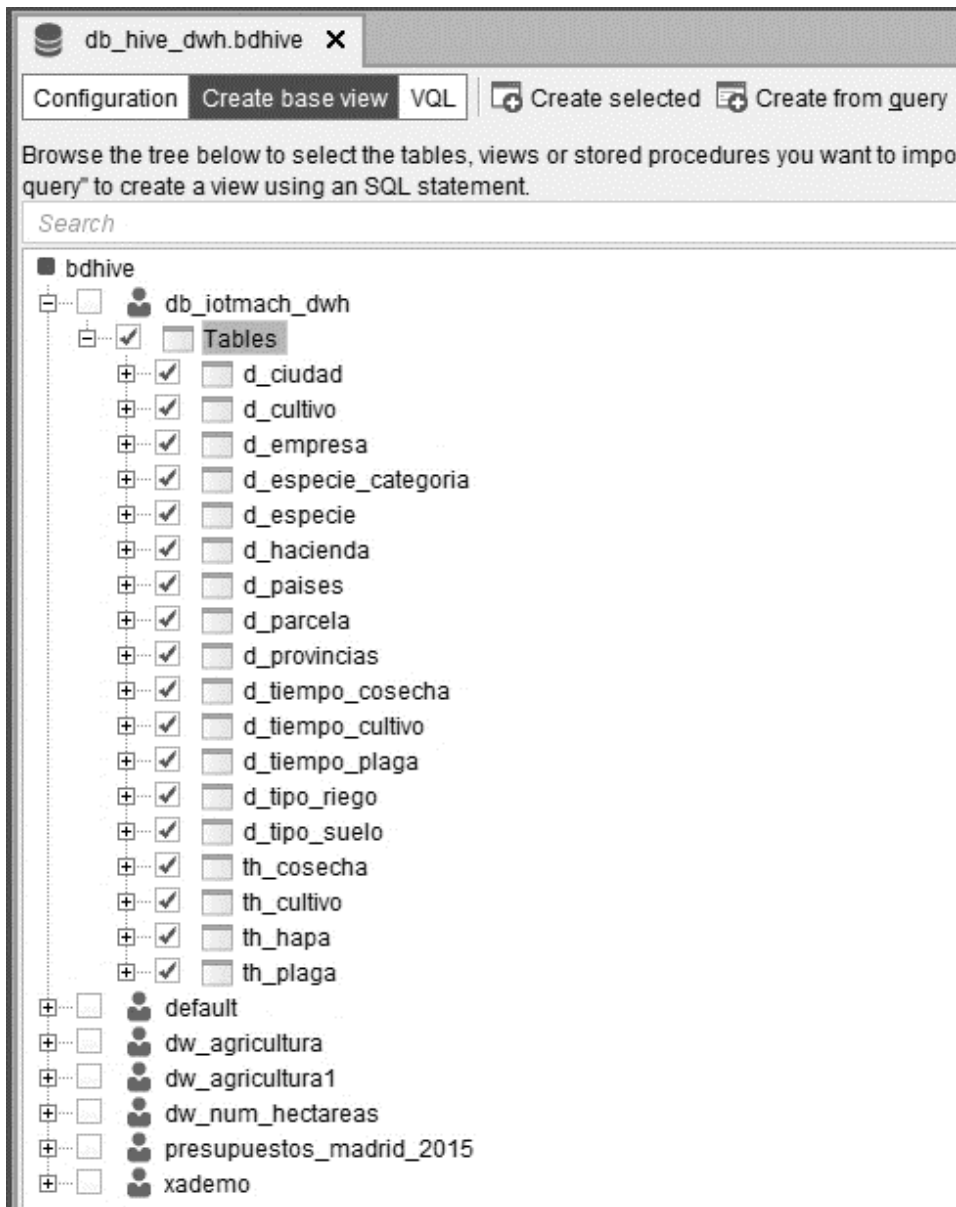 db_hive_dwh.bdhive
Configuration Create base view VQL Create selected Create from query
Browse the tree below to select the tables, views or stored procedures you want to impo
query" to create a view using an SQL statement.
Search
bdhive
db_iotmach_dwh
Tables
d_ciudad
d_cultivo
d_empresa
d_especie_categoria
d_especie
d_hacienda
d_paises
d_parcela
d_provincias
d_tiempo_cosecha
d_tiempo_cultivo
d_tiempo_plaga
d_tipo_riego
d_tipo_suelo
th_cosecha
th_cultivo
th_hapa
th_plaga
default
dw_agricultura
dw_agricultura1
dw_num_hectareas
presupuestos_madrid_2015
xademo